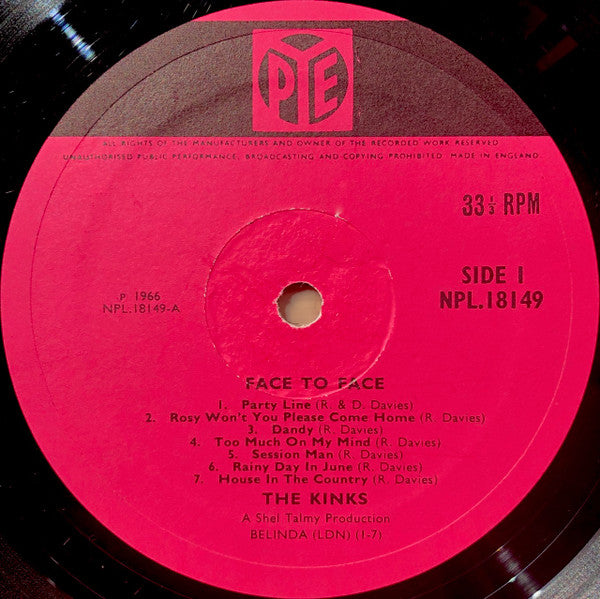 PYE
ALL RIGHTS OF THE MANUFACTURERS AND OWNER OF THE RECORDED WORK RESERVED
UNAUTHORISED PUBLIC PERFORMANCE, BROADCASTING AND COPYING PROHIBITED. MADE IN ENGLAND.
33⅓ RPM
SIDE 1
NPL.18149
P 1966
NPL.18149-A
FACE TO FACE
1. Party Line (R. & D. Davies)
2. Rosy Won't You Please Come Home (R. Davies)
3. Dandy (R. Davies)
4. Too Much On My Mind (R. Davies)
5. Session Man (R. Davies)
6. Rainy Day In June (R. Davies)
7. House In The Country (R. Davies)
THE KINKS
A Shel Talmy Production
BELINDA (LDN) (1-7)